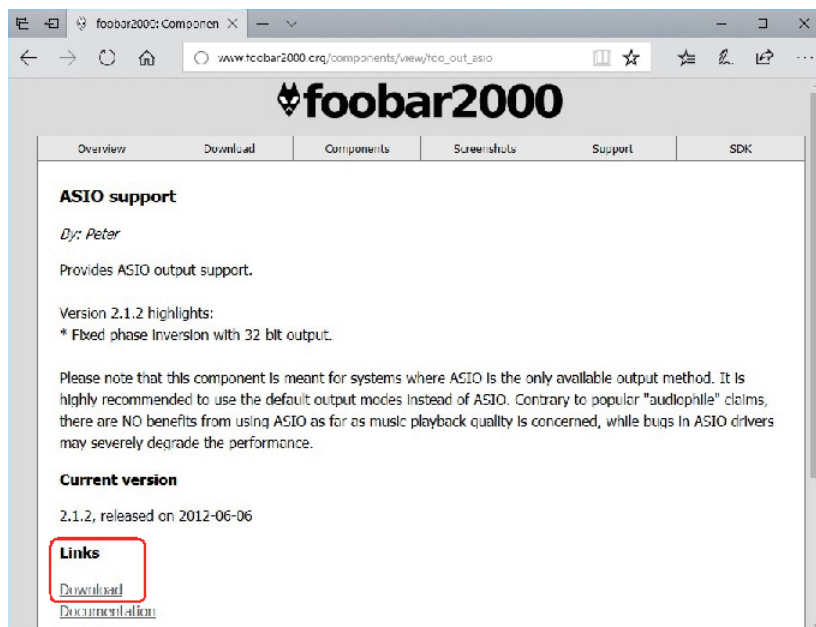 foobar2000: Componen
www.foobar2000.org/components/view/foo_out_asio
foobar2000
Overview Download Components Screenshots Support SDK
ASIO support
By: Peter
Provides ASIO output support.
Version 2.1.2 highlights:
* Fixed phase inversion with 32 bit output.
Please note that this component is meant for systems where ASIO is the only available output method. It is
highly recommended to use the default output modes instead of ASIO. Contrary to popular "audiophile" claims,
there are NO benefits from using ASIO as far as music playback quality is concerned, while bugs in ASIO drivers
may severely degrade the performance.
Current version
2.1.2, released on 2012-06-06
Links
Download
Documentation